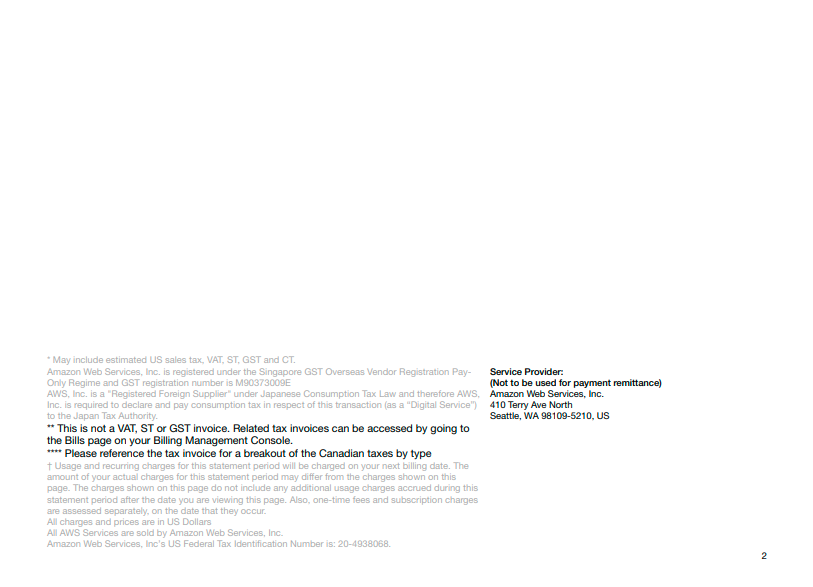 * May include estimated US sales tax, VAT, ST, GST and CT.
Amazon Web Services, Inc. is registered under the Singapore GST Overseas Vendor Registration Pay-
Only Regime and GST registration number is M90373009E
AWS, Inc. is a "Registered Foreign Supplier" under Japanese Consumption Tax Law and therefore AWS,
Inc. is required to declare and pay consumption tax in respect of this transaction (as a “Digital Service”)
to the Japan Tax Authority.
** This is not a VAT, ST or GST invoice. Related tax invoices can be accessed by going to
the Bills page on your Billing Management Console.
**** Please reference the tax invoice for a breakout of the Canadian taxes by type
† Usage and recurring charges for this statement period will be charged on your next billing date. The
amount of your actual charges for this statement period may differ from the charges shown on this
page. The charges shown on this page do not include any additional usage charges accrued during this
statement period after the date you are viewing this page. Also, one-time fees and subscription charges
are assessed separately, on the date that they occur.
All charges and prices are in US Dollars
All AWS Services are sold by Amazon Web Services, Inc.
Amazon Web Services, Inc's US Federal Tax Identification Number is: 20-4938068.
Service Provider:
(Not to be used for payment remittance)
Amazon Web Services, Inc.
410 Terry Ave North
Seattle, WA 98109-5210, US
2